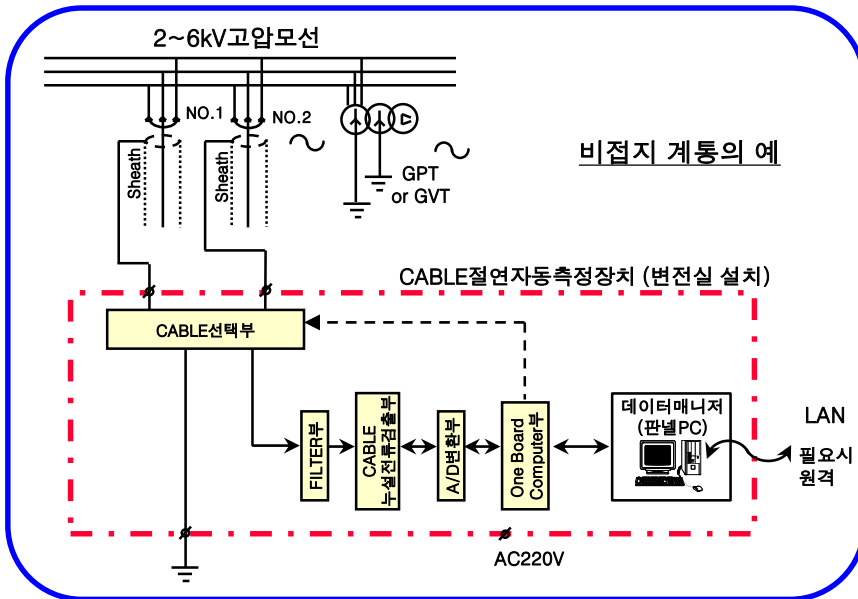 2~6kV고압모선
NO.1
NO.2
Sheath
Sheath
GPT
or GVT
비접지 계통의 예
CABLE절연자동측정장치 (변전실 설치)
CABLE선택부
FILTER부
CABLE
누설전류검출부
A/D변환부
One Board
Computer부
데이터매니저
(판넬PC)
LAN
필요시
원격
AC220V